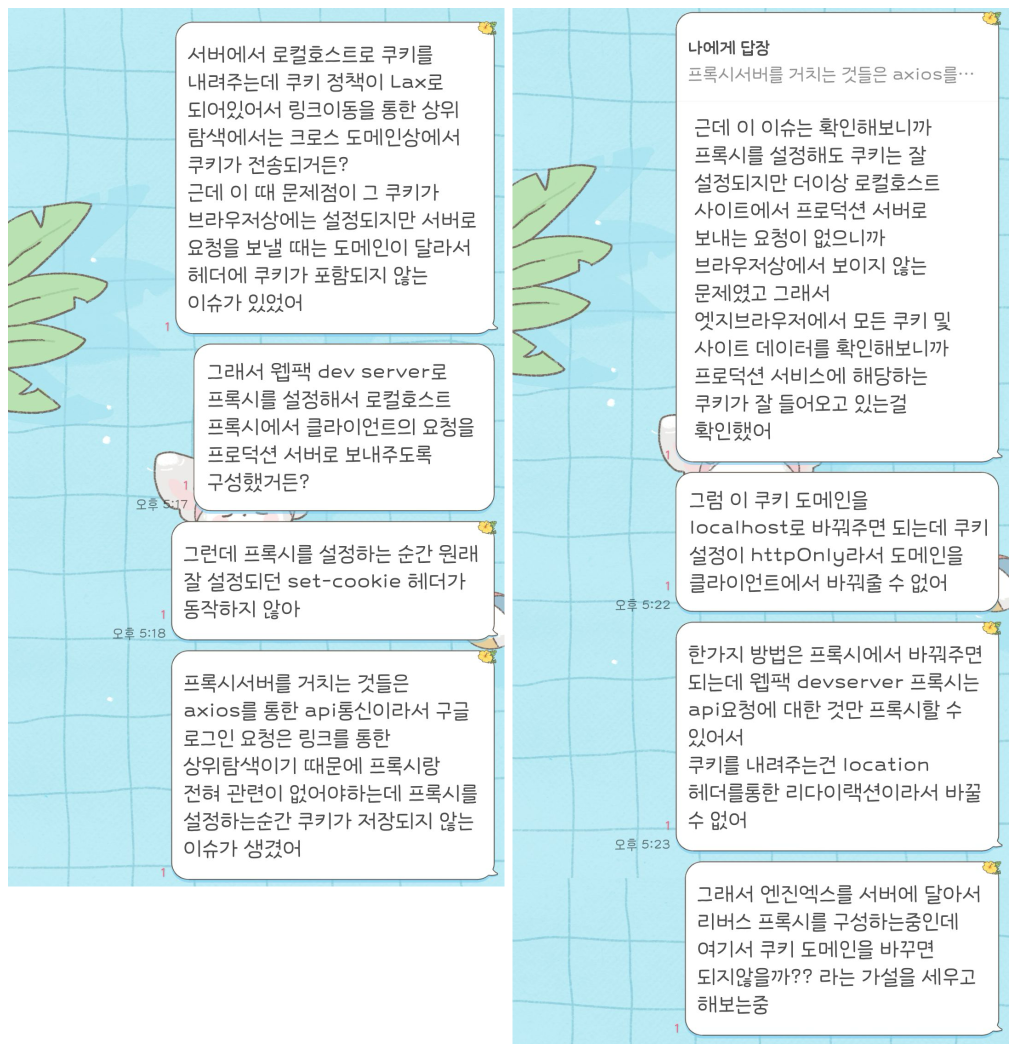 서버에서 로컬호스트로 쿠키를
내려주는데 쿠키 정책이 Lax로
되어있어서 링크이동을 통한 상위
탐색에서는 크로스 도메인상에서
쿠키가 전송되거든?
근데 이 때 문제점이 그 쿠키가
브라우저상에는 설정되지만 서버로
요청을 보낼 때는 도메인이 달라서
헤더에 쿠키가 포함되지 않는
이슈가 있었어
1
그래서 웹팩 dev server로
프록시를 설정해서 로컬호스트
프록시에서 클라이언트의 요청을
프로덕션 서버로 보내주도록
구성했거든?
1
오후 5:17
그런데 프록시를 설정하는 순간 원래
잘 설정되던 set-cookie 헤더가
동작하지 않아
1
오후 5:18
프록시서버를 거치는 것들은
axios를 통한 api통신이라서 구글
로그인 요청은 링크를 통한
상위탐색이기 때문에 프록시랑
전혀 관련이 없어야하는데 프록시를
설정하는순간 쿠키가 저장되지 않는
이슈가 생겼어
1
나에게 답장
프록시서버를 거치는 것들은 axios를…
근데 이 이슈는 확인해보니까
프록시를 설정해도 쿠키는 잘
설정되지만 더이상 로컬호스트
사이트에서 프로덕션 서버로
보내는 요청이 없으니까
브라우저상에서 보이지 않는
문제였고 그래서
엣지브라우저에서 모든 쿠키 및
사이트 데이터를 확인해보니까
프로덕션 서비스에 해당하는
쿠키가 잘 들어오고 있는걸
확인했어
1
그럼 이 쿠키 도메인을
localhost로 바꿔주면 되는데 쿠키
설정이 httpOnly라서 도메인을
클라이언트에서 바꿔줄 수 없어
1
오후 5:22
한가지 방법은 프록시에서 바꿔주면
되는데 웹팩 devserver 프록시는
api요청에 대한 것만 프록시할 수
있어서
쿠키를 내려주는건 location
헤더를통한 리다이랙션이라서 바꿀
수 없어
1
오후 5:23
그래서 엔진엑스를 서버에 달아서
리버스 프록시를 구성하는중인데
여기서 쿠키 도메인을 바꾸면
되지않을까?? 라는 가설을 세우고
해보는중
1